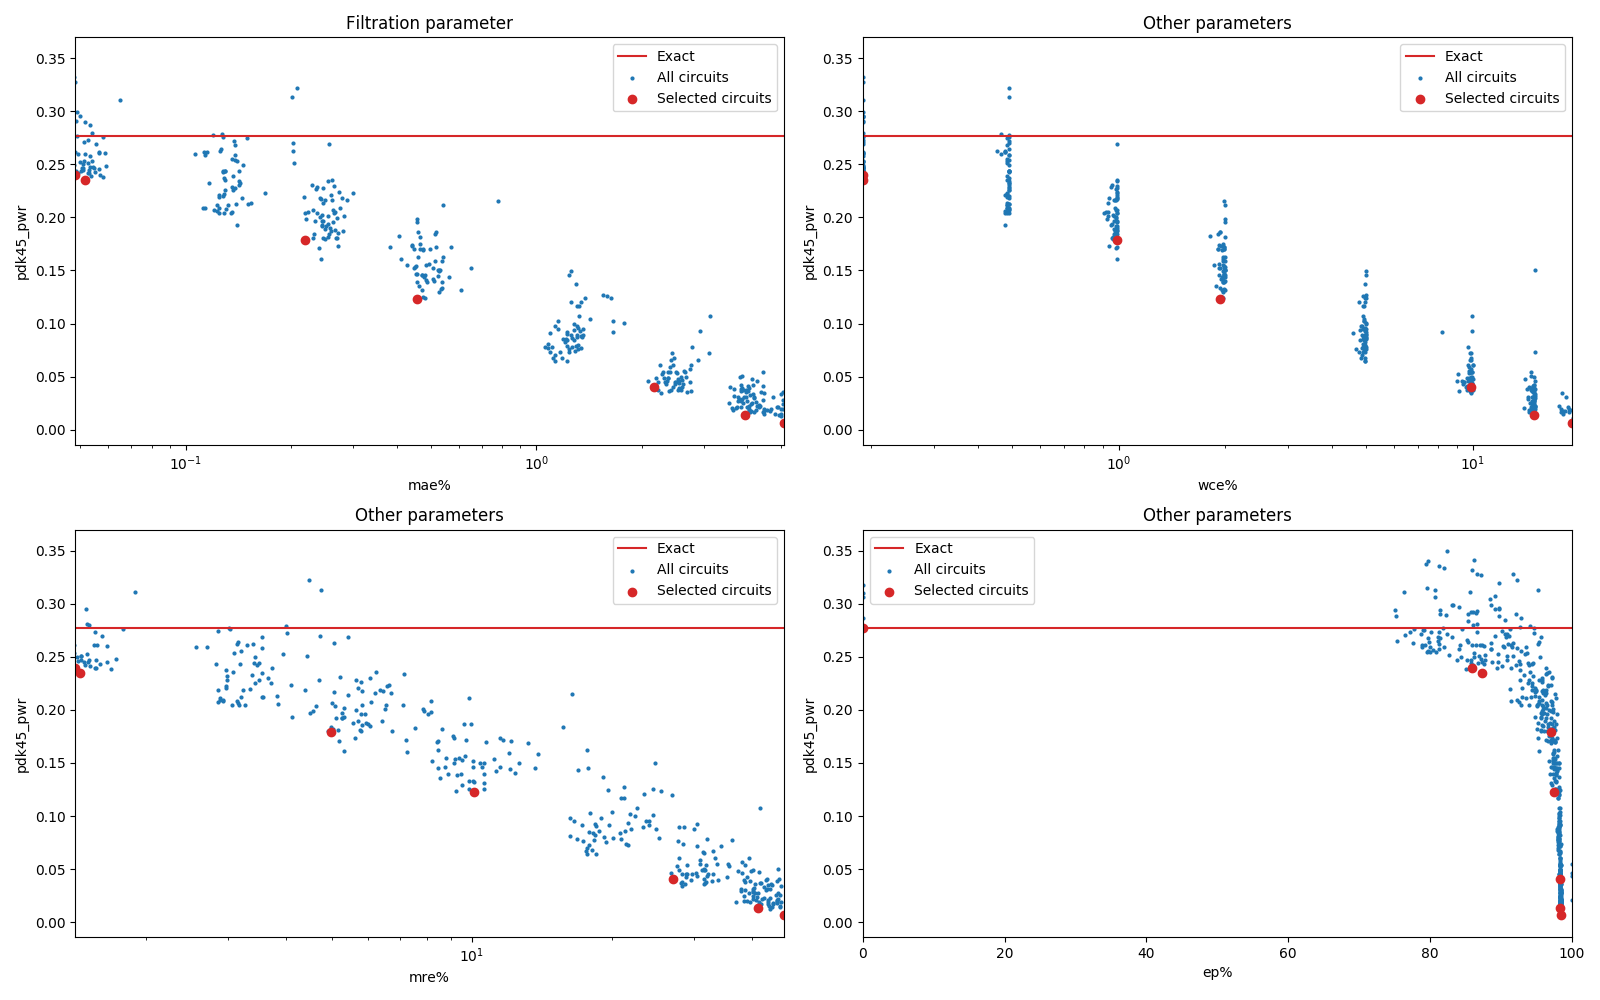 Filtration parameter
0.35
0.30
0.25
0.20
0.15
0.10
0.05
0.00
pdk45_pwr
Exact
All circuits
Selected circuits
10⁻¹
10⁰
mae%
Other parameters
0.35
0.30
0.25
0.20
0.15
0.10
0.05
0.00
pdk45_pwr
Exact
All circuits
Selected circuits
10⁰
10¹
wce%
Other parameters
0.35
0.30
0.25
0.20
0.15
0.10
0.05
0.00
pdk45_pwr
Exact
All circuits
Selected circuits
10¹
mre%
Other parameters
0.35
0.30
0.25
0.20
0.15
0.10
0.05
0.00
pdk45_pwr
Exact
All circuits
Selected circuits
0 20 40 60 80 100
ep%